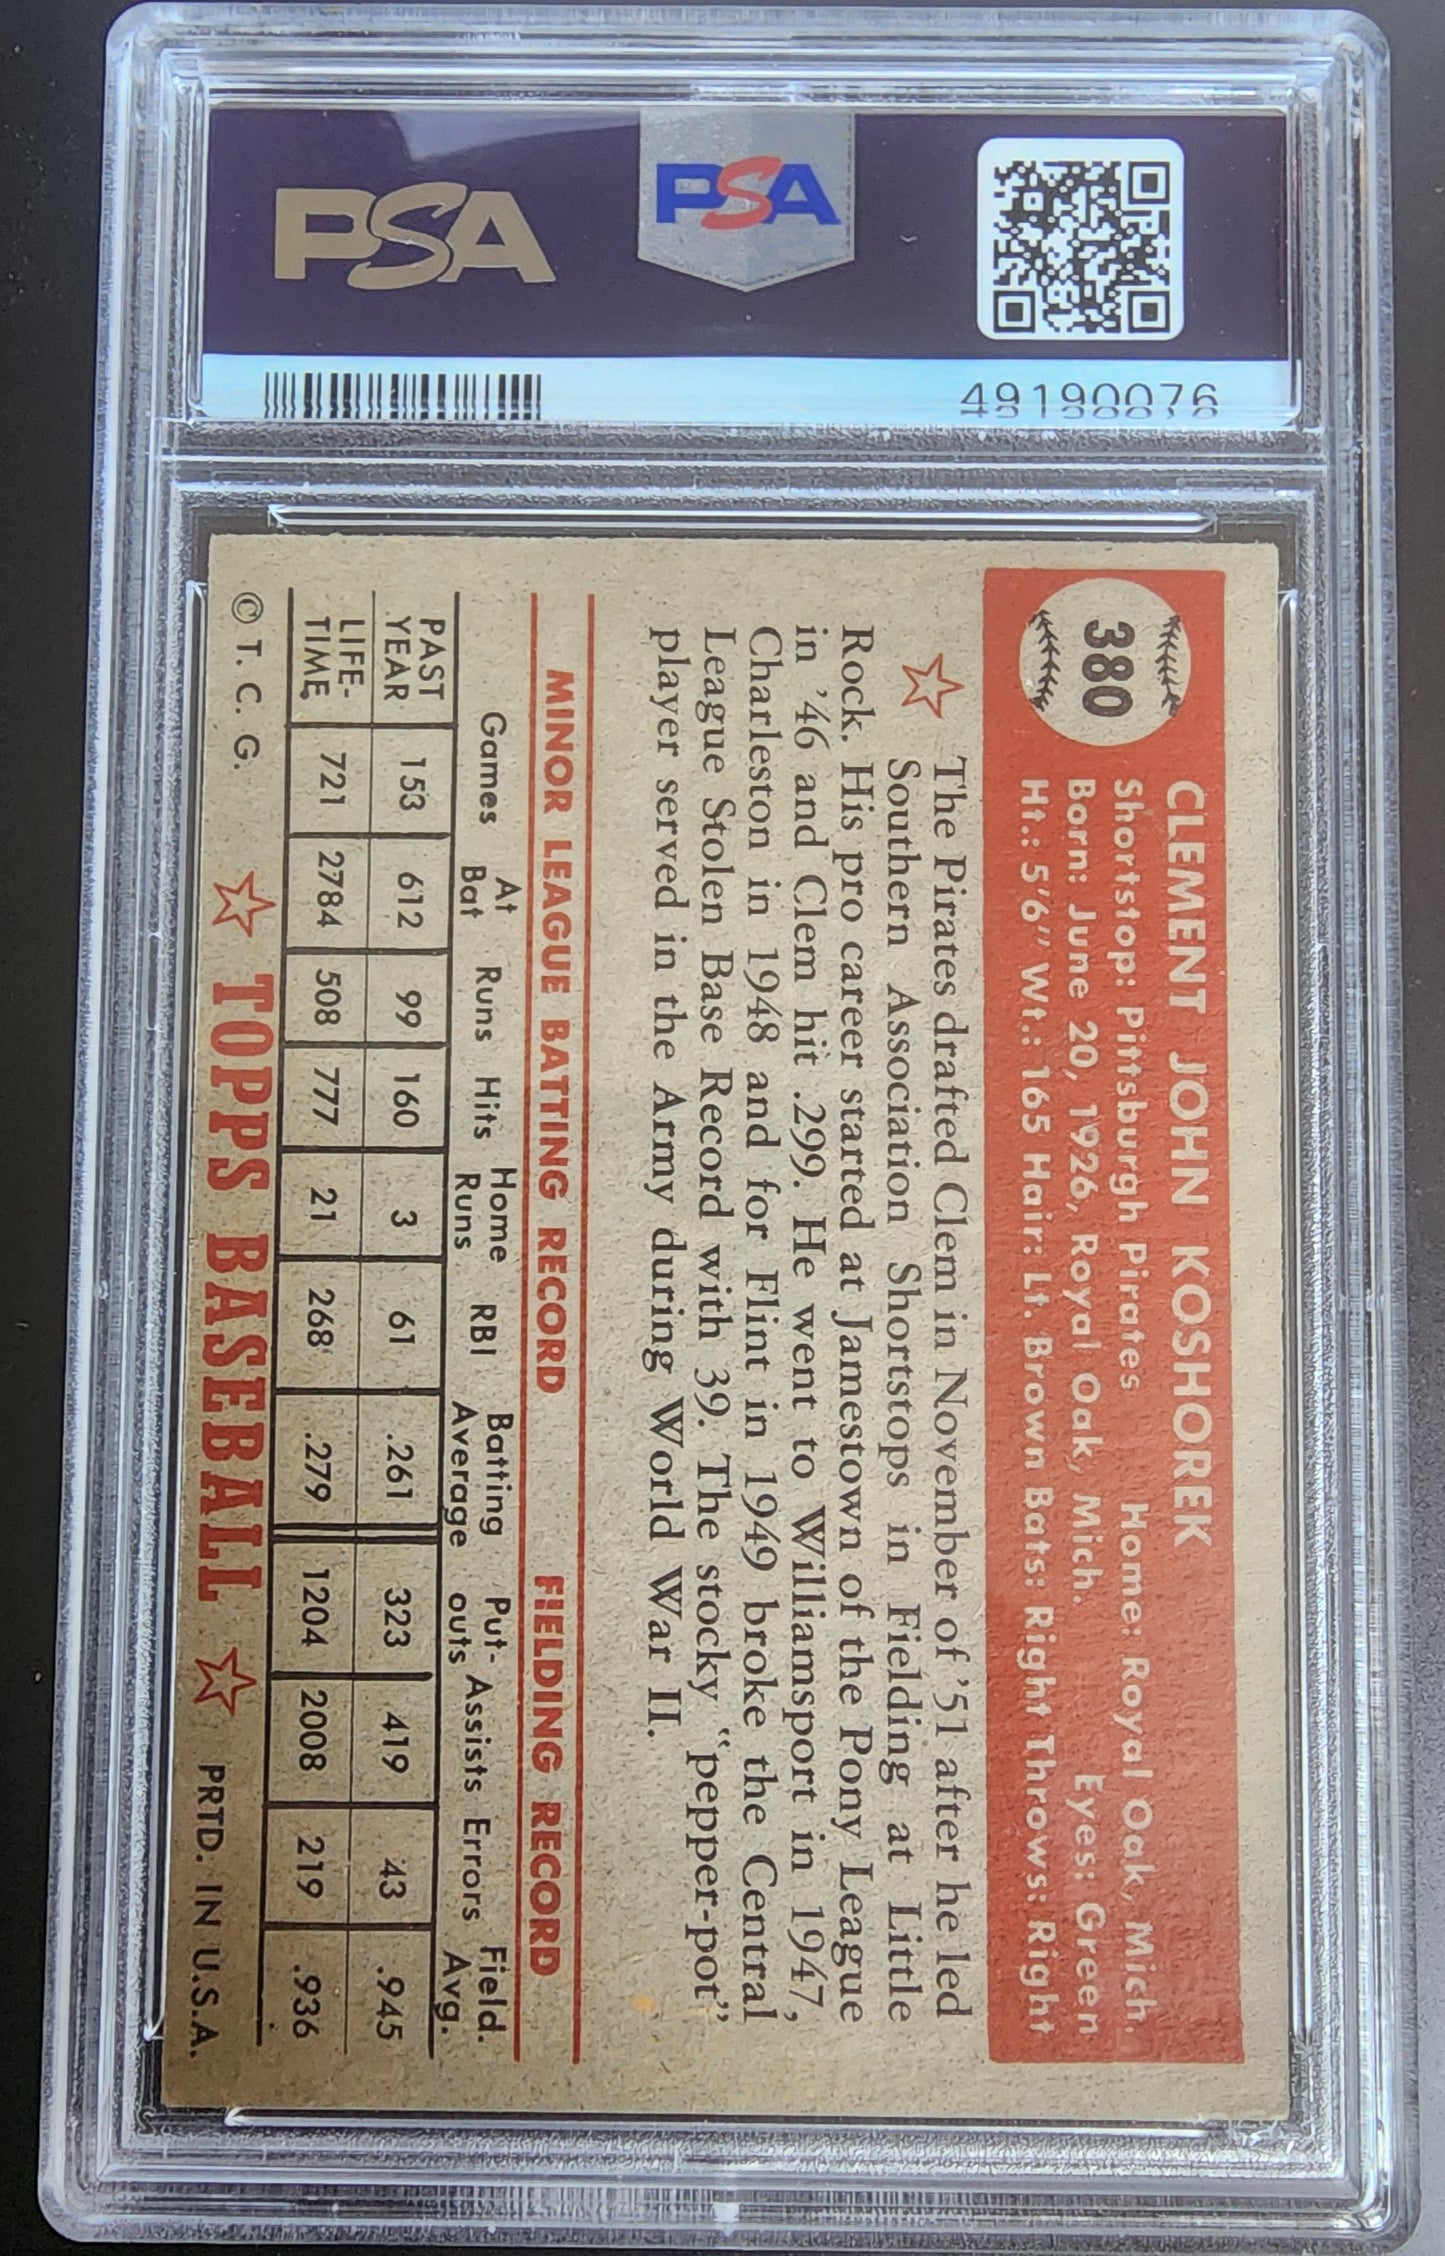 PSA
PSA
49190076
380
CLEMENT JOHN KOSHOREK
Shortstop: Pittsburgh Pirates Home: Royal Oak, Mich.
Born: June 20, 1926, Royal Oak, Mich. Eyes: Green
Ht.: 5'6" Wt.: 165 Hair: Lt. Brown Bats: Right Throws: Right
The Pirates drafted Clem in November of '51 after he led
Southern Association Shortstops in Fielding at Little
Rock. His pro career started at Jamestown of the Pony League
in '46 and Clem hit .299. He went to Williamsport in 1947,
Charleston in 1948 and for Flint in 1949 broke the Central
League Stolen Base Record with 39. The stocky "pepper-pot"
player served in the Army during World War II.
MINOR LEAGUE BATTING RECORD FIELDING RECORD
Games At Bat Runs Hits Home Runs RBI Batting Average Put-outs Assists Errors Field. Avg.
PAST YEAR 153 612 99 160 3 61 .261 323 419 43 .945
LIFE-TIME 721 2784 508 777 21 268 .279 1204 2008 219 .936
© T. C. G. TOPPS BASEBALL PRTD. IN U.S.A.